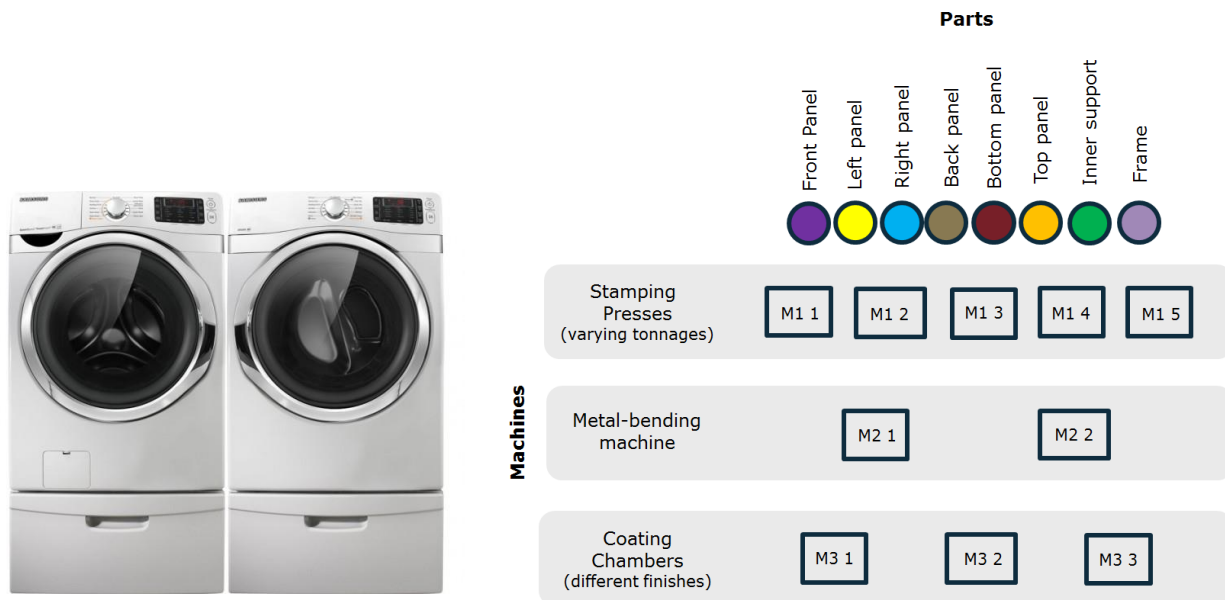 Parts
Front Panel
Left panel
Right panel
Back panel
Bottom panel
Top panel
Inner support
Frame
SAMSUNG
SAMSUNG
Machines
Stamping
Presses
(varying tonnages)
M1 1
M1 2
M1 3
M1 4
M1 5
Metal-bending
machine
M2 1
M2 2
Coating
Chambers
(different finishes)
M3 1
M3 2
M3 3